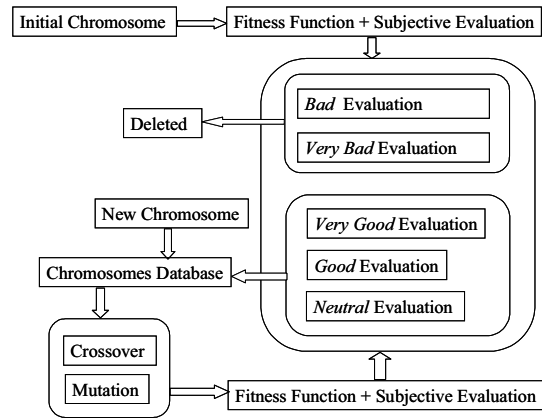 Initial Chromosome
Fitness Function + Subjective Evaluation
Bad Evaluation
Deleted
Very Bad Evaluation
New Chromosome
Very Good Evaluation
Good Evaluation
Chromosomes Database
Neutral Evaluation
Crossover
Mutation
Fitness Function + Subjective Evaluation